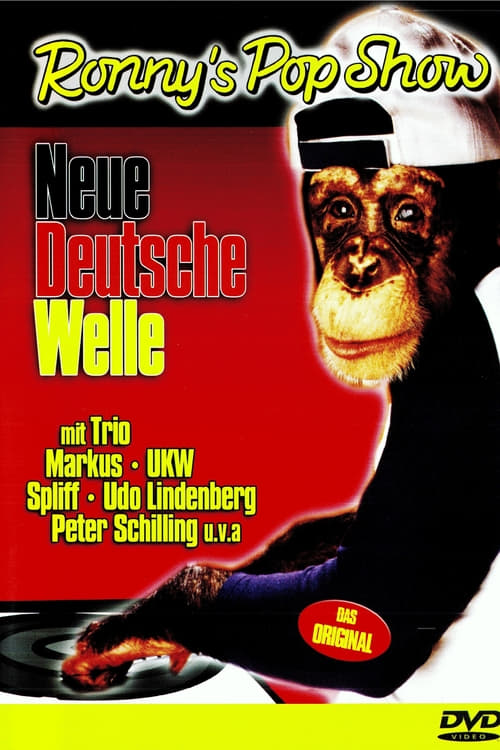 Ronny's Pop Show
Neue
Deutsche
Welle
mit Trio
Markus · UKW
Spliff · Udo Lindenberg
Peter Schilling u.v.a
DAS
ORIGINAL
DVD
VIDEO